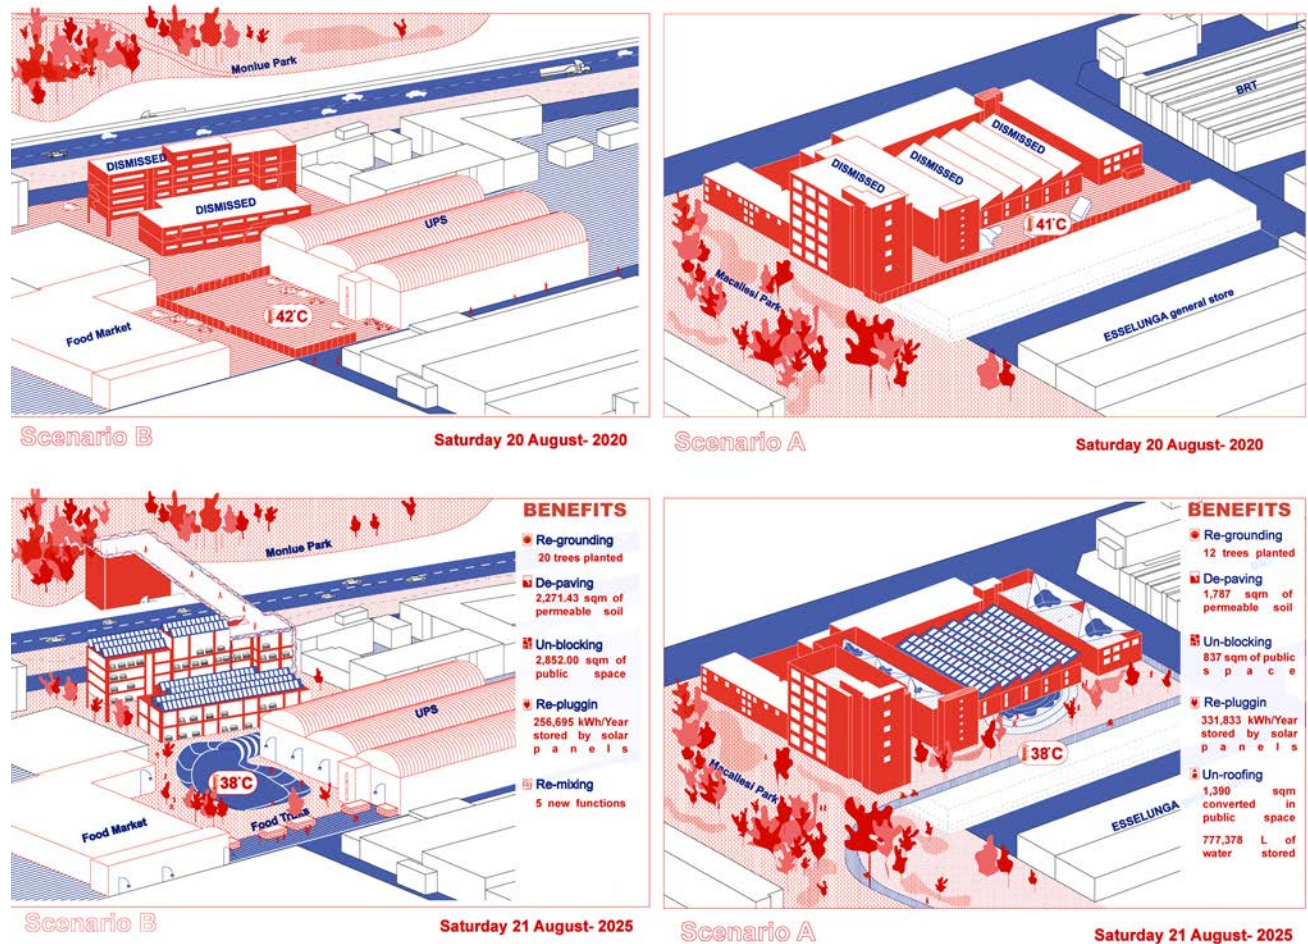 Monlue Park
DISMISSED
DISMISSED
UPS
42°C
Food Market
Scenario B
Saturday 20 August- 2020
BRT
DISMISSED
DISMISSED
DISMISSED
41°C
Macallesi Park
ESSELUNGA general store
Scenario A
Saturday 20 August- 2020
BENEFITS
Monlue Park
Re-grounding
20 trees planted
De-paving
2,271.43 sqm of
permeable soil
Un-blocking
2,852.00 sqm of
public space
UPS
Re-pluggin
256,695 kWh/Year
stored by solar
panels
38°C
Re-mixing
5 new functions
Food Market
Scenario B
Saturday 21 August- 2025
BENEFITS
Re-grounding
12 trees planted
De-paving
1,787 sqm of
permeable soil
Un-blocking
837 sqm of public
space
Re-pluggin
331,833 kWh/Year
stored by solar
panels
38°C
Macallesi Park
Un-roofing
1,390 sqm
converted in
public space
777,378 L of
water stored
ESSELUNGA
Scenario A
Saturday 21 August- 2025